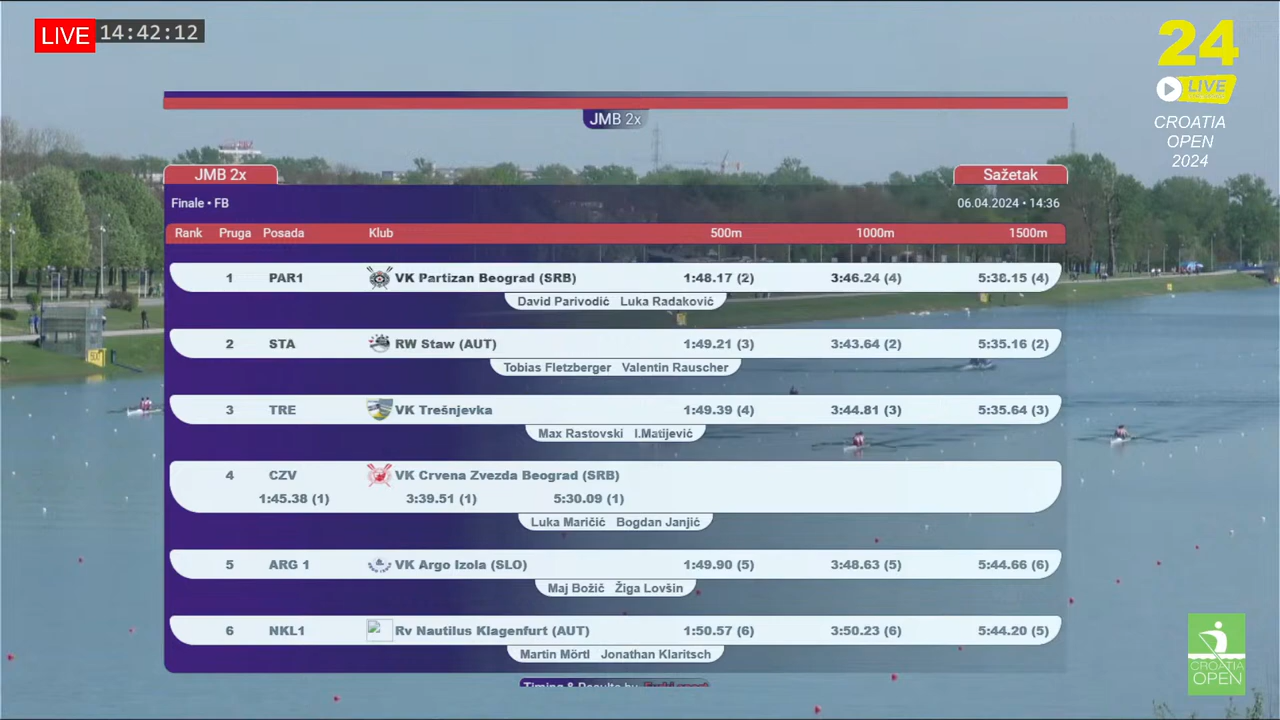 LIVE 14:42:12
24
LIVE
CROATIA
OPEN
2024
JMB 2x
JMB 2x Sažetak
Finale • FB 06.04.2024 • 14:36
Rank Pruga Posada Klub 500m 1000m 1500m
1 PAR1 VK Partizan Beograd (SRB) 1:48.17 (2) 3:46.24 (4) 5:38.15 (4)
David Parivodić Luka Radaković
2 STA RW Staw (AUT) 1:49.21 (3) 3:43.64 (2) 5:35.16 (2)
Tobias Fletzberger Valentin Rauscher
3 TRE VK Trešnjevka 1:49.39 (4) 3:44.81 (3) 5:35.64 (3)
Max Rastovski I.Matijević
4 CZV VK Crvena Zvezda Beograd (SRB)
1:45.38 (1) 3:39.51 (1) 5:30.09 (1)
Luka Maričić Bogdan Janjić
5 ARG 1 VK Argo Izola (SLO) 1:49.90 (5) 3:48.63 (5) 5:44.66 (6)
Maj Božič Žiga Lovšin
6 NKL1 Rv Nautilus Klagenfurt (AUT) 1:50.57 (6) 3:50.23 (6) 5:44.20 (5)
Martin Mörtl Jonathan Klaritsch
Timing & Results by
CROATIA
OPEN